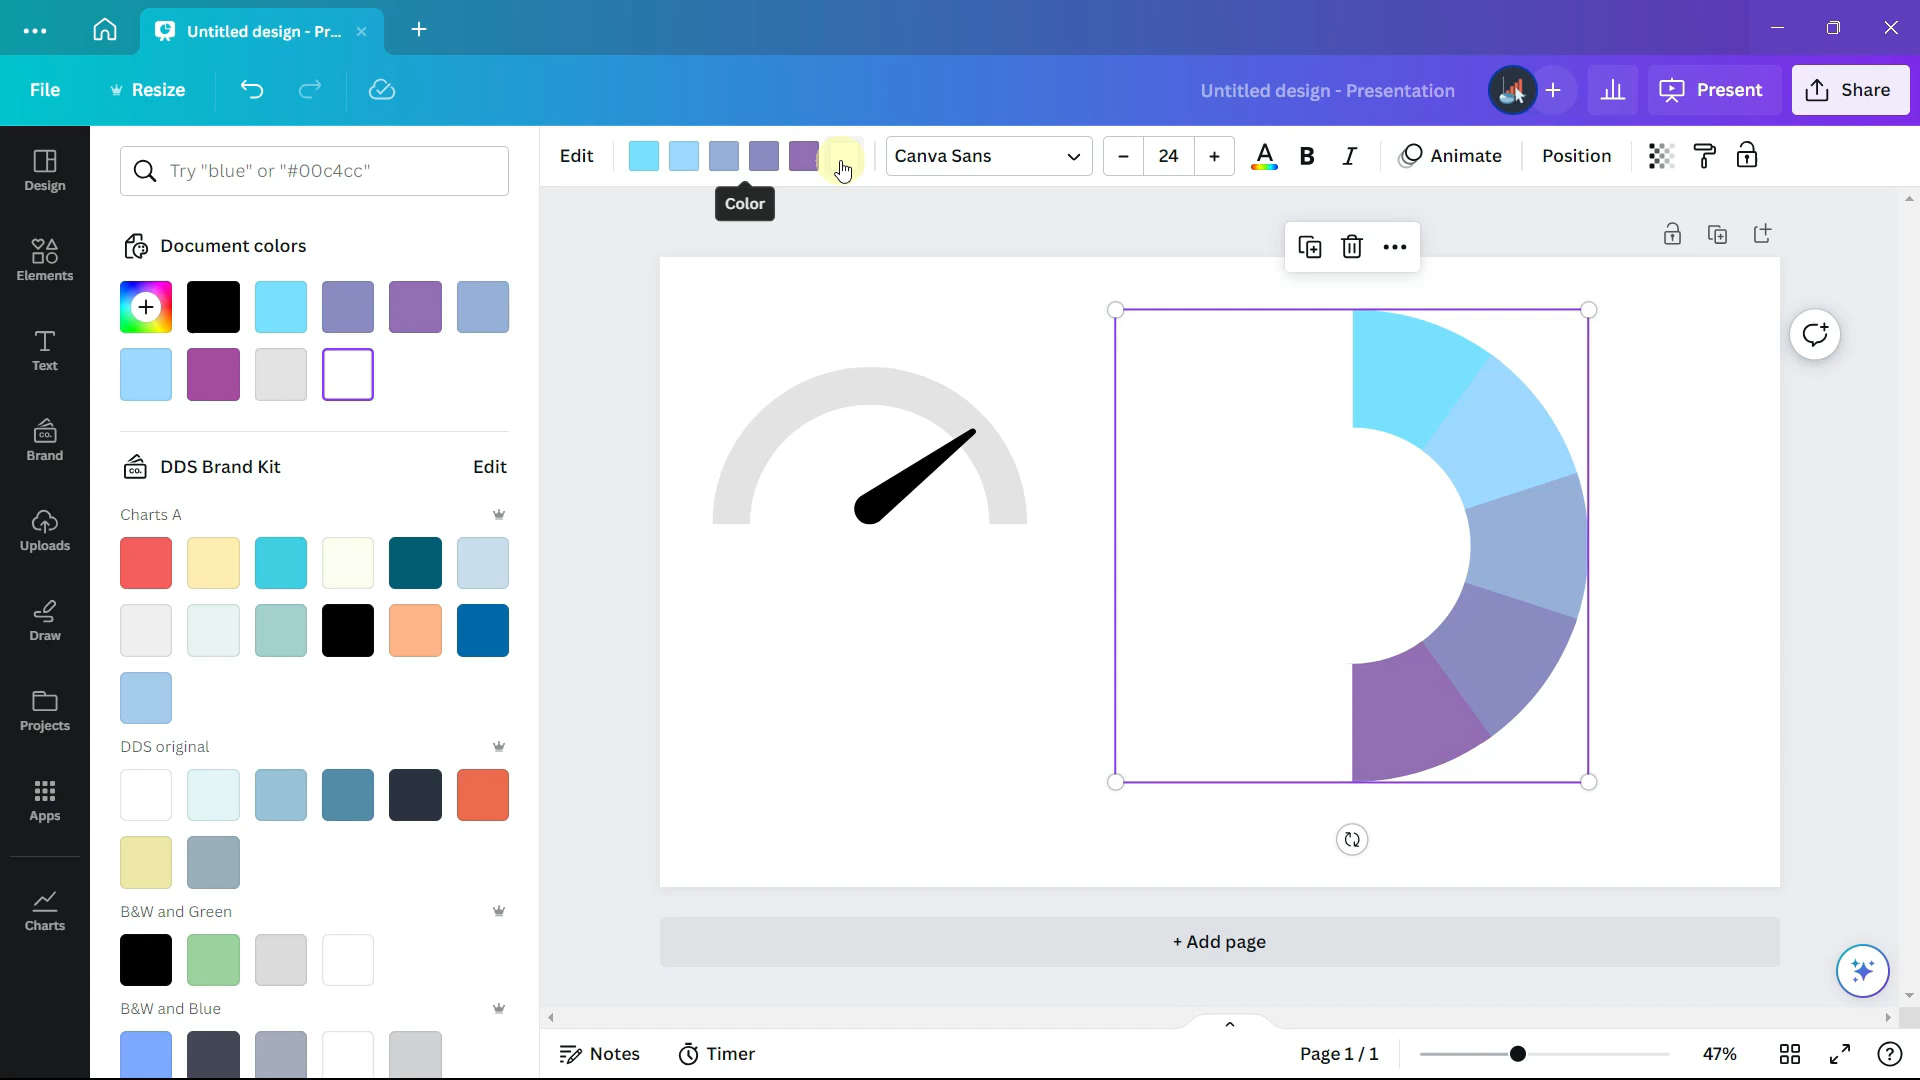 Untitled design - Pr...
File
Resize
Untitled design - Presentation
Present
Share
Design
Elements
Text
Brand
CO.
Uploads
Draw
Projects
Apps
Charts
Try "blue" or "#00c4cc"
Document colors
CO.
DDS Brand Kit
Edit
Charts A
DDS original
B&W and Green
B&W and Blue
Edit
Canva Sans
24
A
B
I
Animate
Position
Color
+ Add page
Notes
Timer
Page 1 / 1
47%